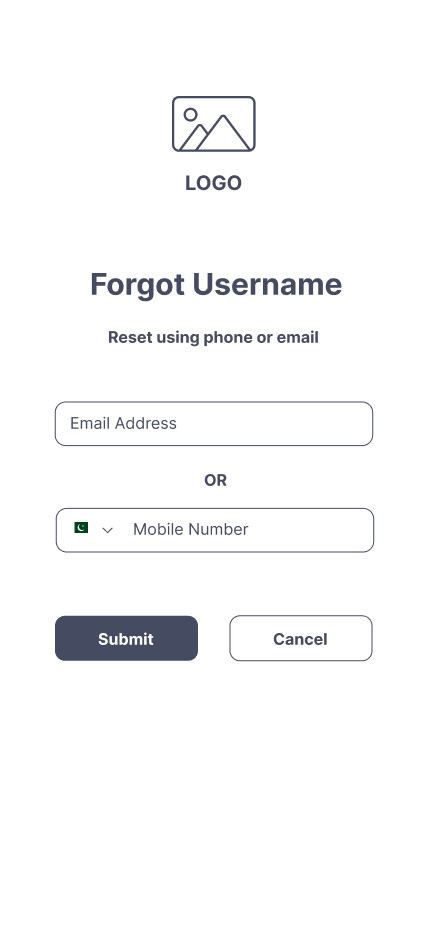 LOGO
Forgot Username
Reset using phone or email
Email Address
OR
Mobile Number
Submit
Cancel